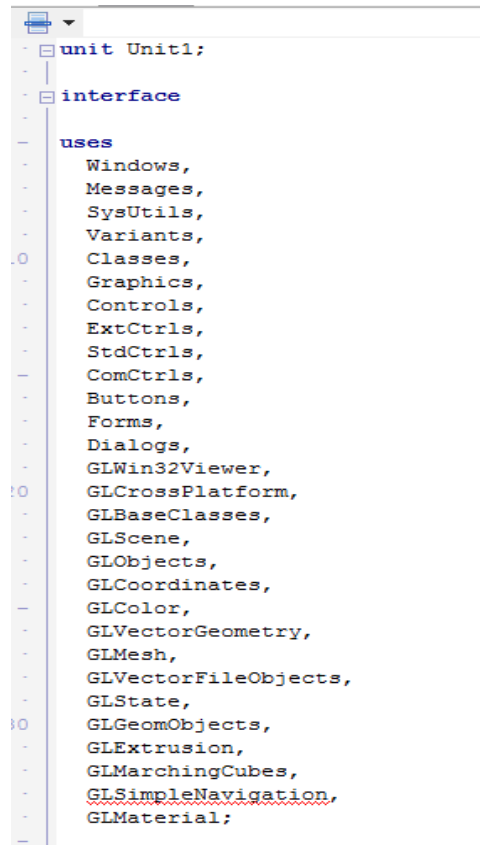 unit Unit1;
interface
uses
Windows,
Messages,
SysUtils,
Variants,
Classes,
Graphics,
Controls,
ExtCtrls,
StdCtrls,
ComCtrls,
Buttons,
Forms,
Dialogs,
GLWin32Viewer,
GLCrossPlatform,
GLBaseClasses,
GLScene,
GLObjects,
GLCoordinates,
GLColor,
GLVectorGeometry,
GLMesh,
GLVectorFileObjects,
GLState,
GLGeomObjects,
GLExtrusion,
GLMarchingCubes,
GLSimpleNavigation,
GLMaterial;